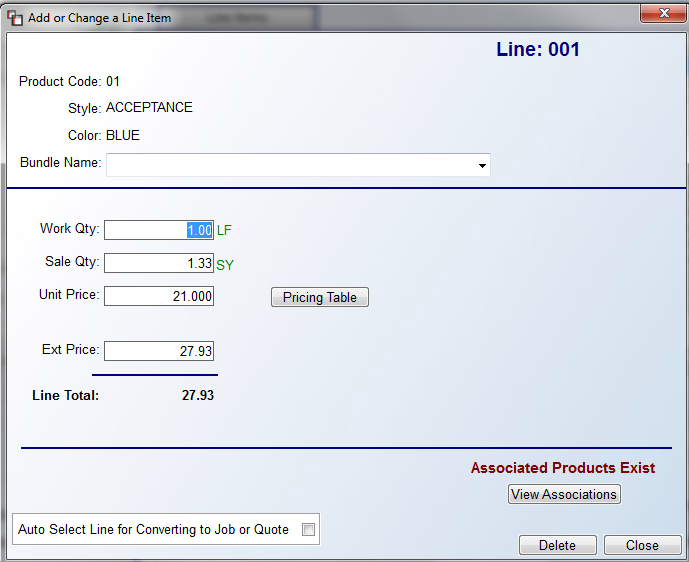 Add or Change a Line Item
Line Items
Line: 001
Product Code: 01
Style: ACCEPTANCE
Color: BLUE
Bundle Name:
Work Qty: 1.00 LF
Sale Qty: 1.33 SY
Unit Price: 21.000
Pricing Table
Ext Price: 27.93
Line Total: 27.93
Associated Products Exist
View Associations
Auto Select Line for Converting to Job or Quote
Delete Close